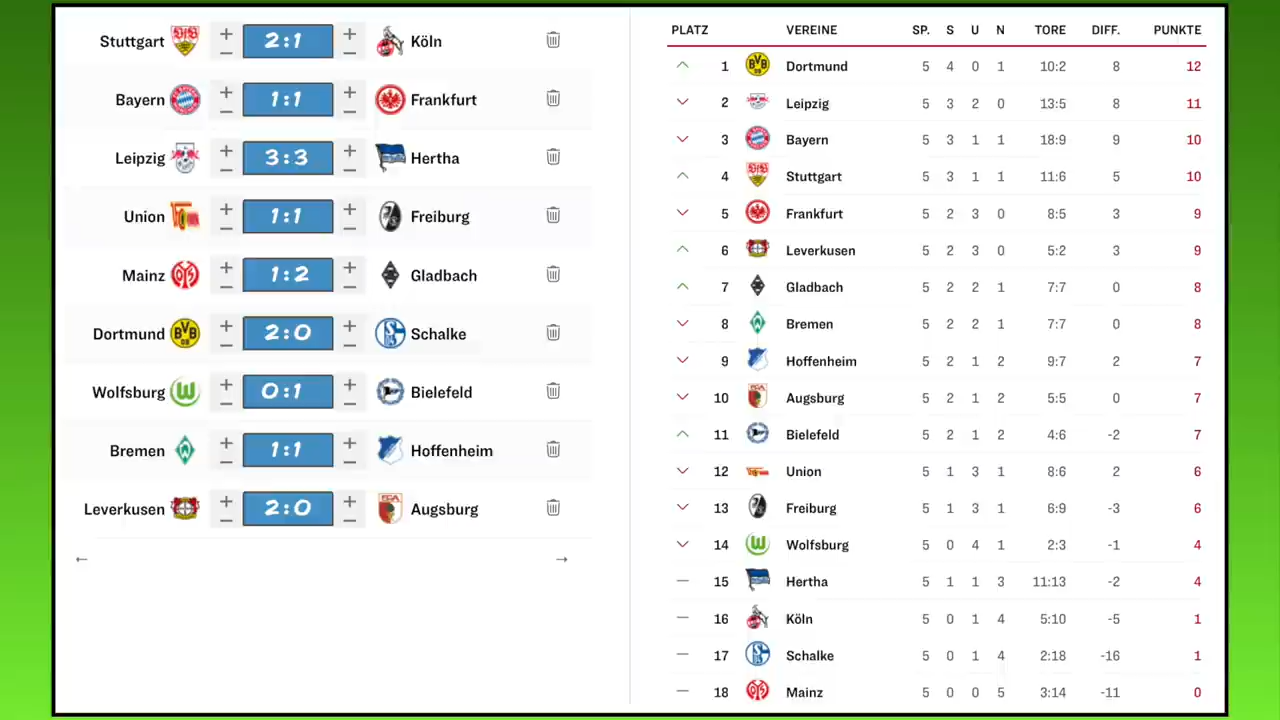 Stuttgart + − 2:1 + − Köln
Bayern + − 1:1 + − Frankfurt
Leipzig + − 3:3 + − Hertha
Union + − 1:1 + − Freiburg
Mainz + − 1:2 + − Gladbach
Dortmund + − 2:0 + − Schalke
Wolfsburg + − 0:1 + − Bielefeld
Bremen + − 1:1 + − Hoffenheim
Leverkusen + − 2:0 + − Augsburg
← →
PLATZ VEREINE SP. S U N TORE DIFF. PUNKTE
1 Dortmund 5 4 0 1 10:2 8 12
2 Leipzig 5 3 2 0 13:5 8 11
3 Bayern 5 3 1 1 18:9 9 10
4 Stuttgart 5 3 1 1 11:6 5 10
5 Frankfurt 5 2 3 0 8:5 3 9
6 Leverkusen 5 2 3 0 5:2 3 9
7 Gladbach 5 2 2 1 7:7 0 8
8 Bremen 5 2 2 1 7:7 0 8
9 Hoffenheim 5 2 1 2 9:7 2 7
10 Augsburg 5 2 1 2 5:5 0 7
11 Bielefeld 5 2 1 2 4:6 -2 7
12 Union 5 1 3 1 8:6 2 6
13 Freiburg 5 1 3 1 6:9 -3 6
14 Wolfsburg 5 0 4 1 2:3 -1 4
15 Hertha 5 1 1 3 11:13 -2 4
16 Köln 5 0 1 4 5:10 -5 1
17 Schalke 5 0 1 4 2:18 -16 1
18 Mainz 5 0 0 5 3:14 -11 0